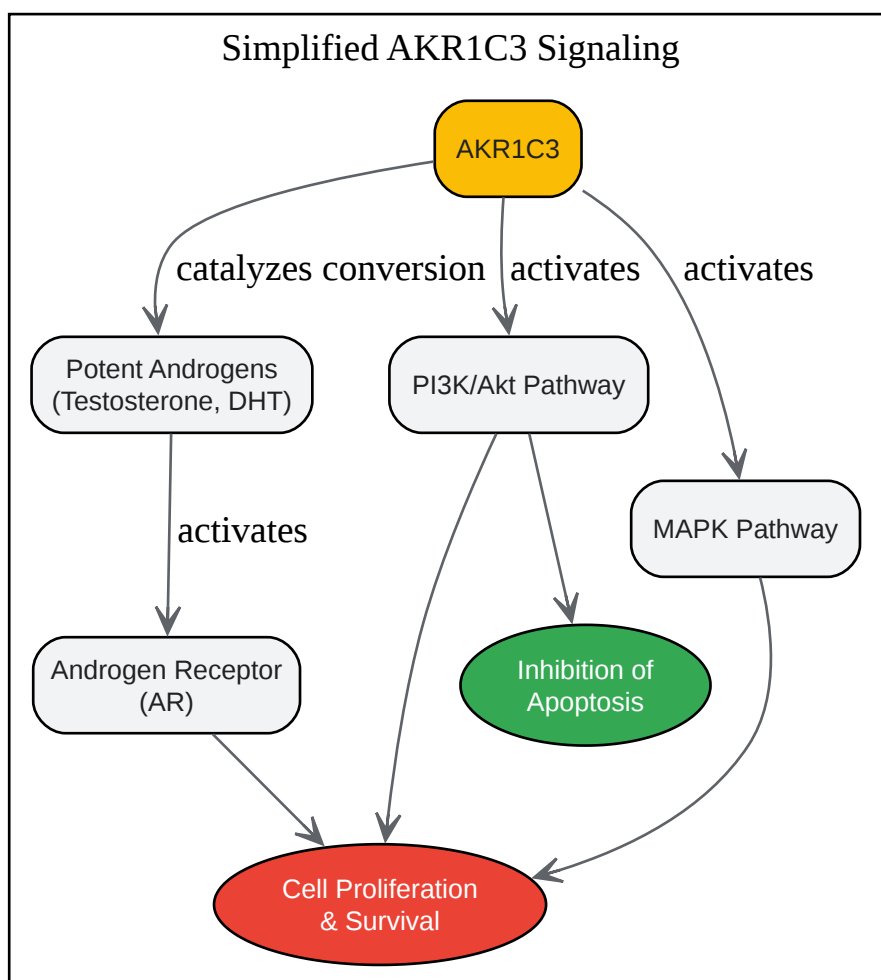 Simplified AKR1C3 Signaling
AKR1C3
catalyzes conversion
activates
activates
Potent Androgens
(Testosterone, DHT)
PI3K/Akt Pathway
MAPK Pathway
activates
Androgen Receptor
(AR)
Inhibition of
Apoptosis
Cell Proliferation
& Survival